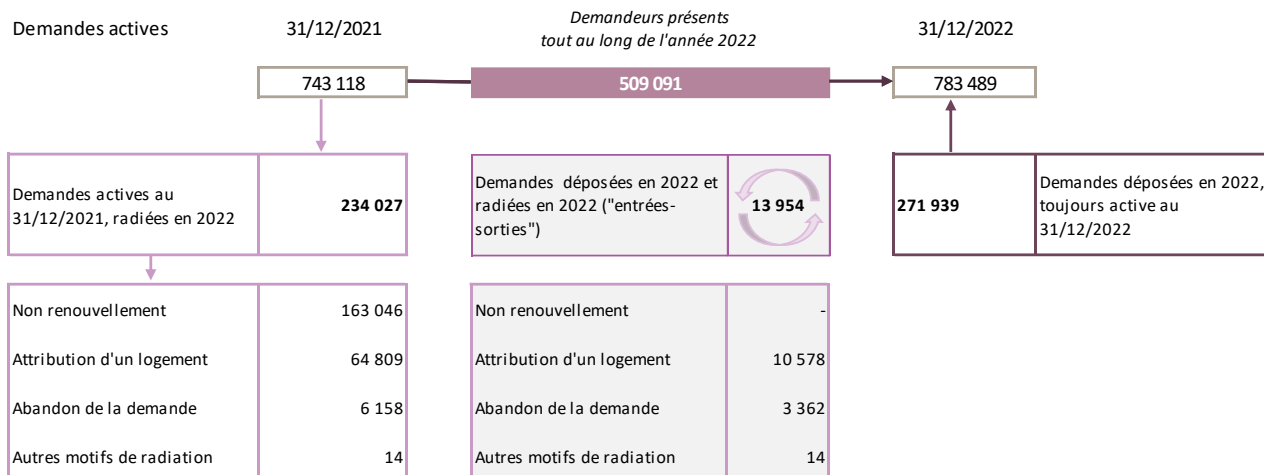 Demandes actives 31/12/2021 Demandeurs présents 31/12/2022
tout au long de l'année 2022
743 118 509 091 783 489
Demandes actives au
31/12/2021, radiées en 2022
234 027
Demandes déposées en 2022 et
radiées en 2022 ("entrées-
sorties")
13 954
271 939
Demandes déposées en 2022,
toujours active au
31/12/2022
Non renouvellement 163 046
Attribution d'un logement 64 809
Abandon de la demande 6 158
Autres motifs de radiation 14
Non renouvellement -
Attribution d'un logement 10 578
Abandon de la demande 3 362
Autres motifs de radiation 14